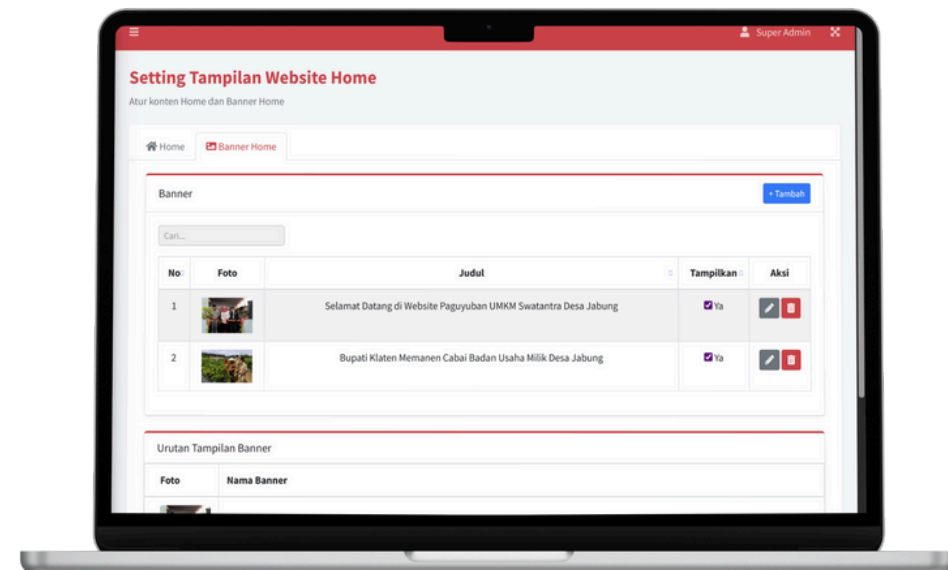 Super Admin
Setting Tampilan Website Home
Atur konten Home dan Banner Home
Home
Banner Home
Banner
+ Tambah
Cari...
No Foto Judul Tampilkan Aksi
1 Selamat Datang di Website Paguyuban UMKM Swatantra Desa Jabung Ya
2 Bupati Klaten Memanen Cabai Badan Usaha Milik Desa Jabung Ya
Urutan Tampilan Banner
Foto Nama Banner